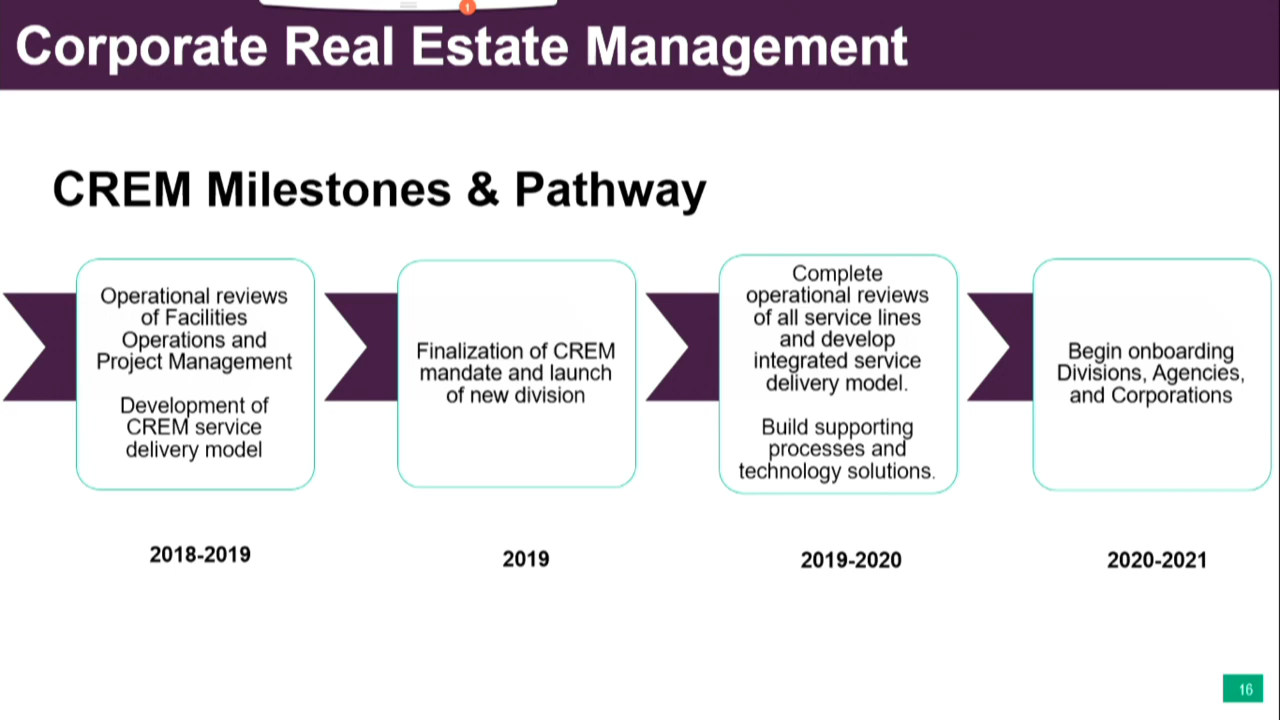 1
Corporate Real Estate Management
CREM Milestones & Pathway
Operational reviews
of Facilities
Operations and
Project Management
Development of
CREM service
delivery model
Finalization of CREM
mandate and launch
of new division
Complete
operational reviews
of all service lines
and develop
integrated service
delivery model.
Build supporting
processes and
technology solutions.
Begin onboarding
Divisions, Agencies,
and Corporations
2018-2019
2019
2019-2020
2020-2021
16